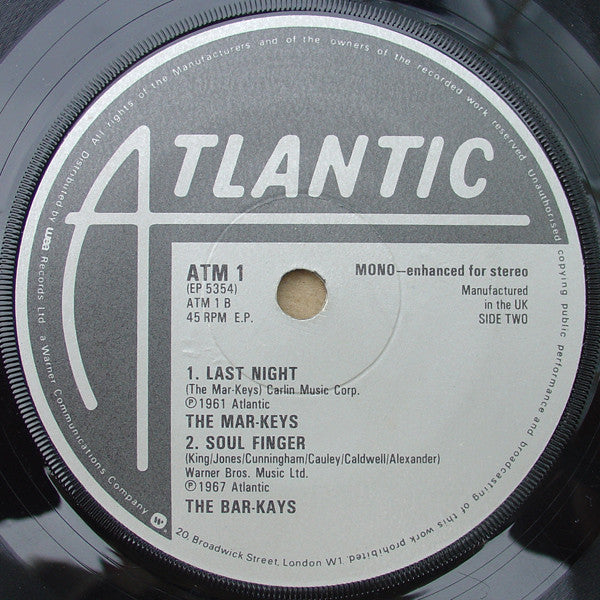 ATLANTIC
ATM 1
(EP 5354)
ATM 1 B
45 RPM E.P.
MONO—enhanced for stereo
Manufactured
in the UK
SIDE TWO
1. LAST NIGHT
(The Mar-Keys) Carlin Music Corp.
℗ 1961 Atlantic
THE MAR-KEYS
2. SOUL FINGER
(King/Jones/Cunningham/Cauley/Caldwell/Alexander)
Warner Bros. Music Ltd.
℗ 1967 Atlantic
THE BAR-KAYS
All rights of the Manufacturers and of the owners of the recorded work reserved. Unauthorised copying public performance and broadcasting of this work prohibited.
Distributed by wea Records Ltd. a Warner Communications Company W
20 Broadwick Street, London W1.